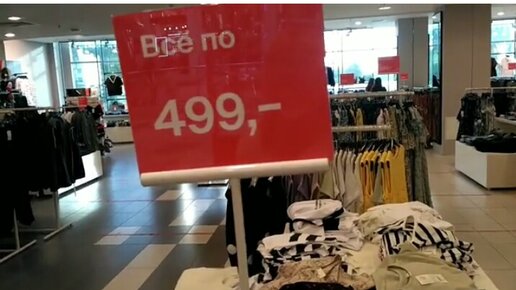 Всё по
499,-